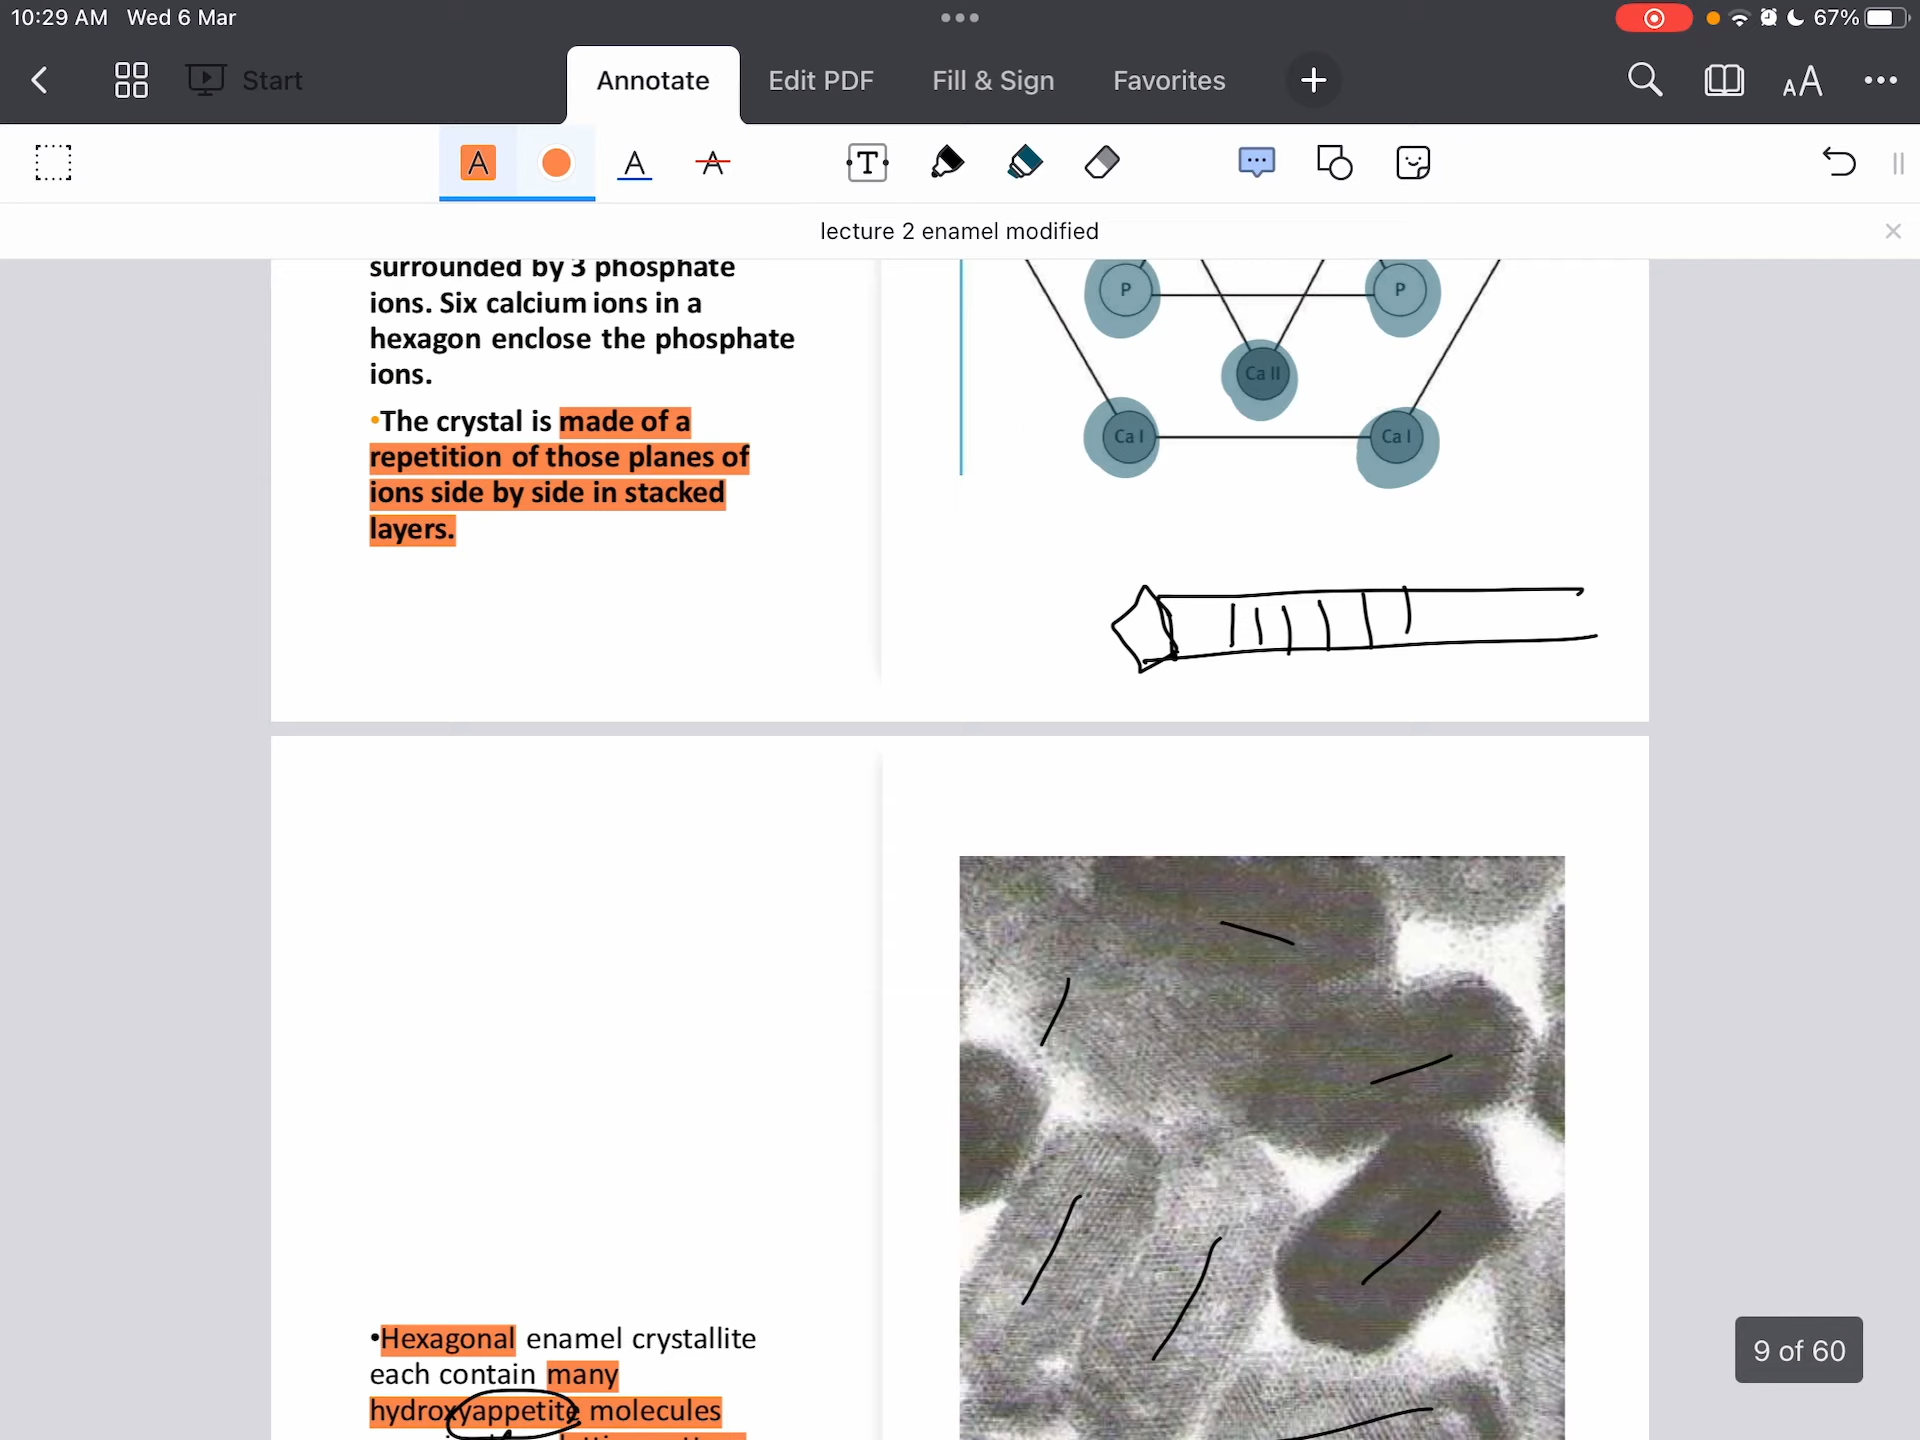 10:29 AM Wed 6 Mar
67%
Start
Annotate
Edit PDF
Fill & Sign
Favorites
A
A
A
T
AA
lecture 2 enamel modified
surrounded by 3 phosphate
ions. Six calcium ions in a
hexagon enclose the phosphate
ions.
•The crystal is made of a
repetition of those planes of
ions side by side in stacked
layers.
P
P
Ca II
Ca I
Ca I
•Hexagonal enamel crystallite
each contain many
hydroxyappetite molecules
9 of 60